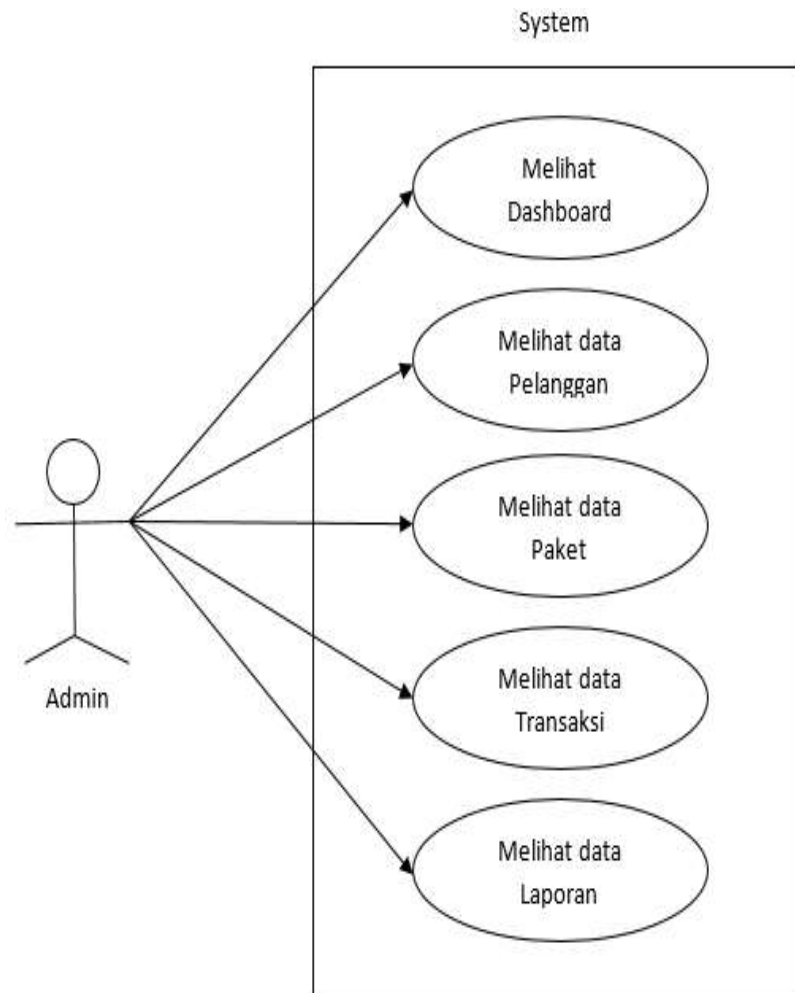 System
Melihat
Dashboard
Melihat data
Pelanggan
Melihat data
Paket
Melihat data
Transaksi
Melihat data
Laporan
Admin